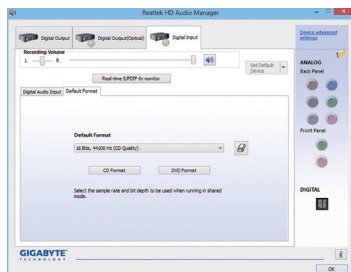 Realtek HD Audio Manager
Digital Output
Digital Output(Optical)
Digital Input
Device advanced
settings
Recording Volume
L
R
Set Default
Device
ANALOG
Back Panel
Real-time S/PDIF-In monitor
Digital Audio Input
Default Format
Default Format
16 Bits, 44100 Hz (CD Quality)
CD Format
DVD Format
Select the sample rate and bit depth to be used when running in shared
mode.
Front Panel
DIGITAL
GIGABYTE
TECHNOLOGY
OK